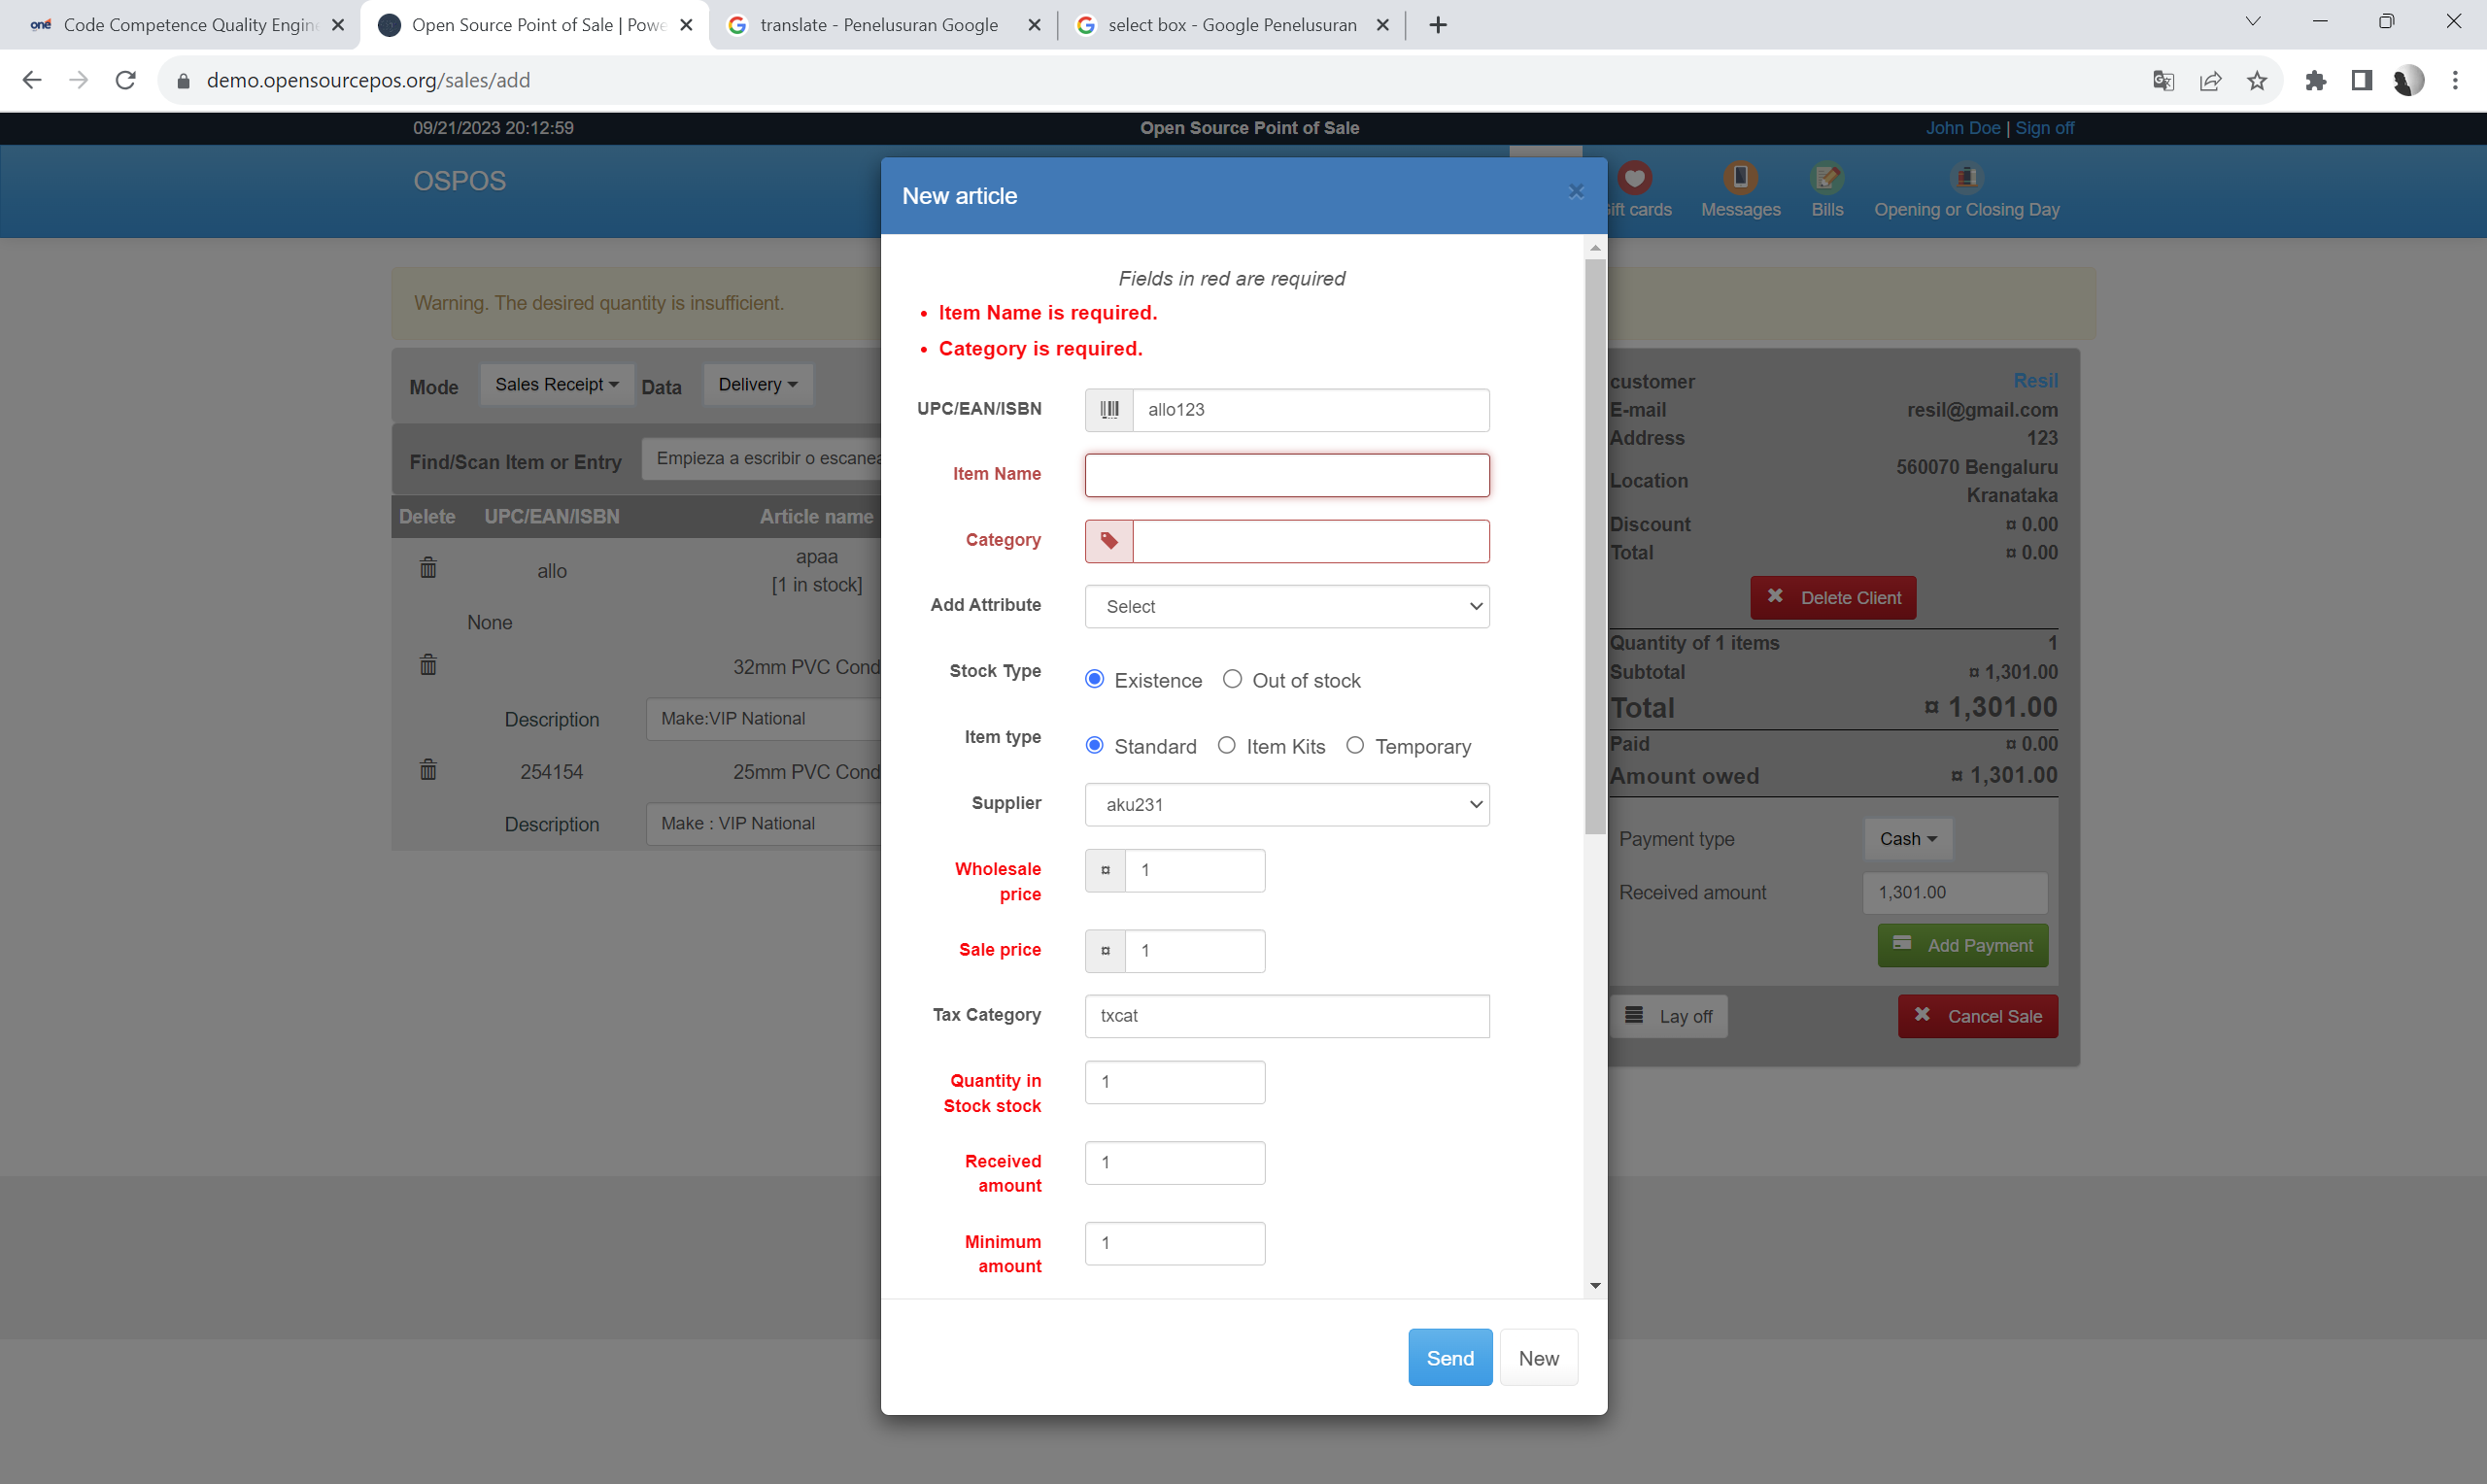 one Code Competence Quality Engin
Open Source Point of Sale | Powe
translate - Penelusuran Google
select box - Google Penelusuran
demo.opensourcepos.org/sales/add
09/21/2023 20:12:59
Open Source Point of Sale
John Doe | Sign off
OSPOS
ift cards
Messages
Bills
Opening or Closing Day
Warning. The desired quantity is insufficient.
Mode
Sales Receipt
Data
Delivery
Find/Scan Item or Entry
Empieza a escribir o escanea
Delete
UPC/EAN/ISBN
Article name
allo
apaa
[1 in stock]
None
32mm PVC Cond
Description
Make:VIP National
254154
25mm PVC Cond
Description
Make : VIP National
New article
Fields in red are required
Item Name is required.
Category is required.
UPC/EAN/ISBN
allo123
Item Name
Category
Add Attribute
Select
Stock Type
Existence
Out of stock
Item type
Standard
Item Kits
Temporary
Supplier
aku231
Wholesale
price
¤
1
Sale price
¤
1
Tax Category
txcat
Quantity in
Stock stock
1
Received
amount
1
Minimum
amount
1
Send
New
customer
Resil
E-mail
resil@gmail.com
Address
123
Location
560070 Bengaluru
Kranataka
Discount
¤ 0.00
Total
¤ 0.00
Delete Client
Quantity of 1 items
1
Subtotal
¤ 1,301.00
Total
¤ 1,301.00
Paid
¤ 0.00
Amount owed
¤ 1,301.00
Payment type
Cash
Received amount
1,301.00
Add Payment
Lay off
Cancel Sale